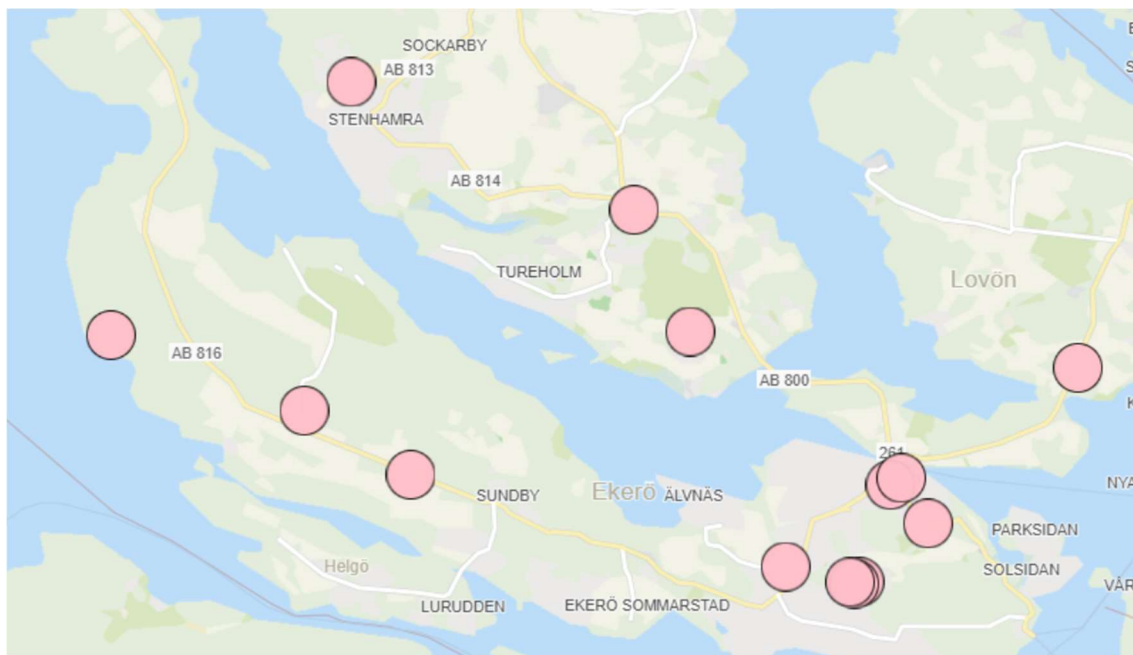 SOCKARBY
AB 813
STENHAMRA
AB 814
TUREHOLM
Lovön
AB 816
AB 800
261
Ekerö
ÄLVNÄS
SUNDBY
NYA
PARKSIDAN
Helgö
SOLSIDAN
VÄR
LURUDDEN
EKERÖ SOMMARSTAD